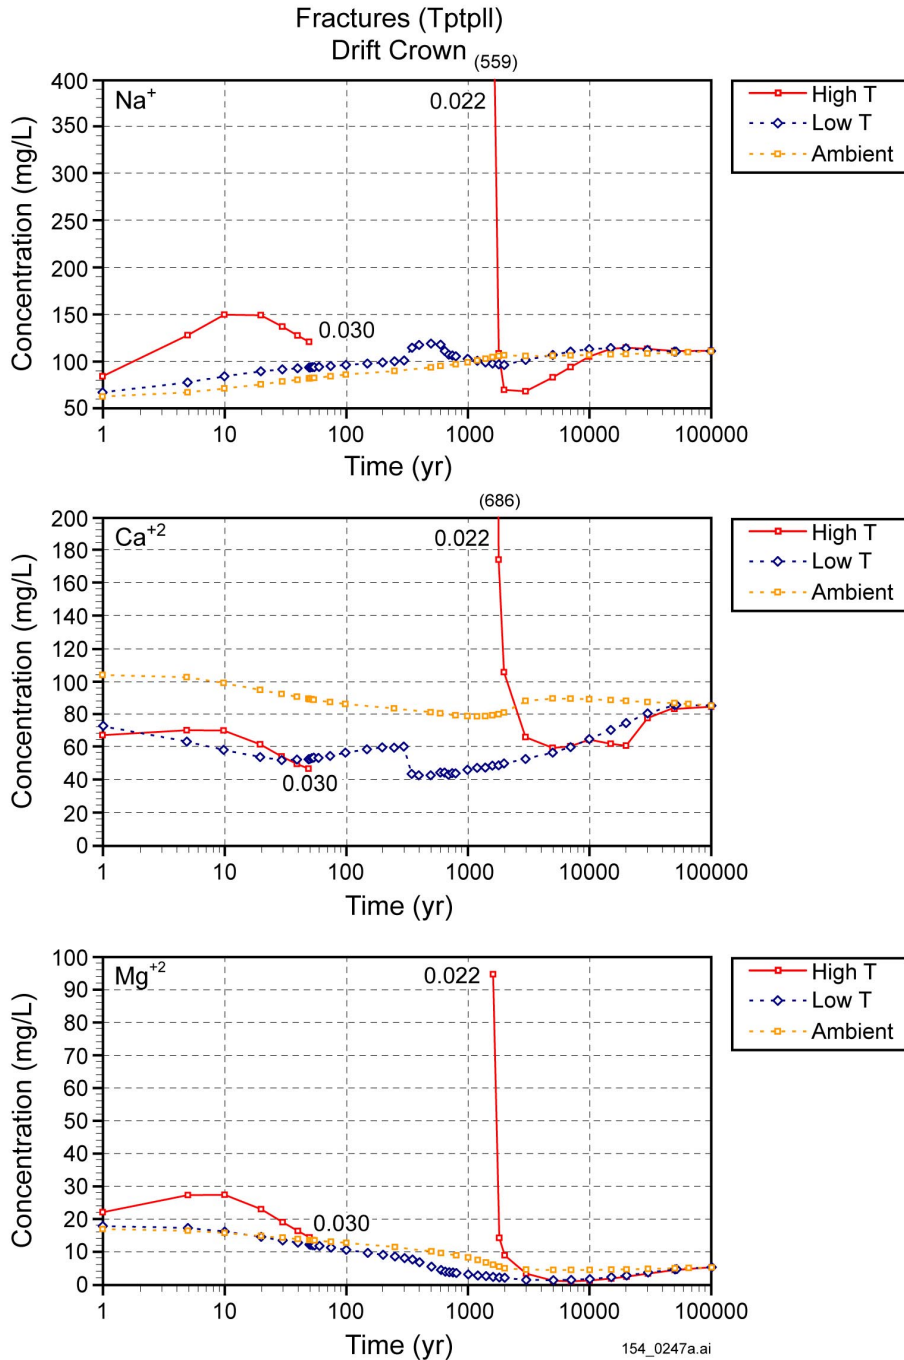 Fractures (Tptpll)
Drift Crown (559)
Na+
0.022
0.030
Concentration (mg/L)
400
350
300
250
200
150
100
50
1 10 100 1000 10000 100000
Time (yr)
High T
Low T
Ambient
(686)
Ca+2
0.022
0.030
Concentration (mg/L)
200
180
160
140
120
100
80
60
40
20
0
1 10 100 1000 10000 100000
Time (yr)
High T
Low T
Ambient
Mg+2
0.022
0.030
Concentration (mg/L)
100
90
80
70
60
50
40
30
20
10
0
1 10 100 1000 10000 100000
Time (yr)
High T
Low T
Ambient
154_0247a.ai